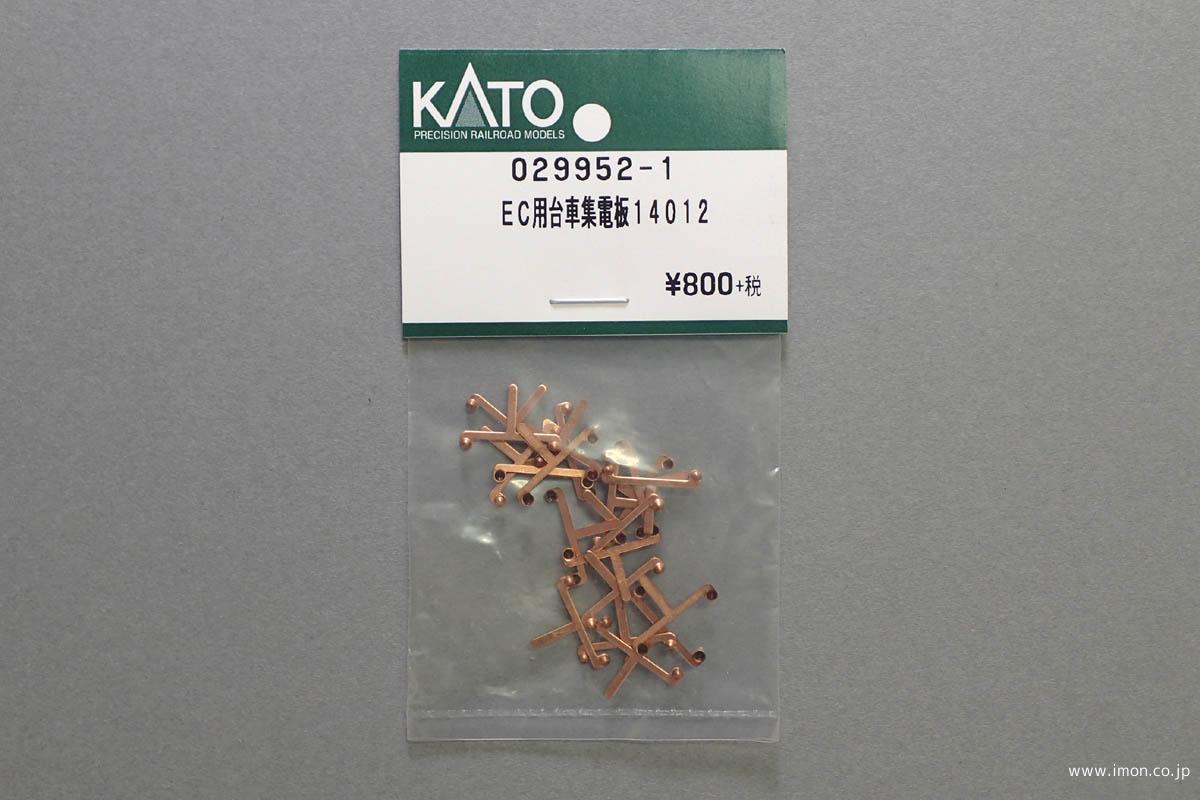 KATO
PRECISION RAILROAD MODELS
029952-1
EC用台車集電板14012
¥800+税
www.imon.co.jp